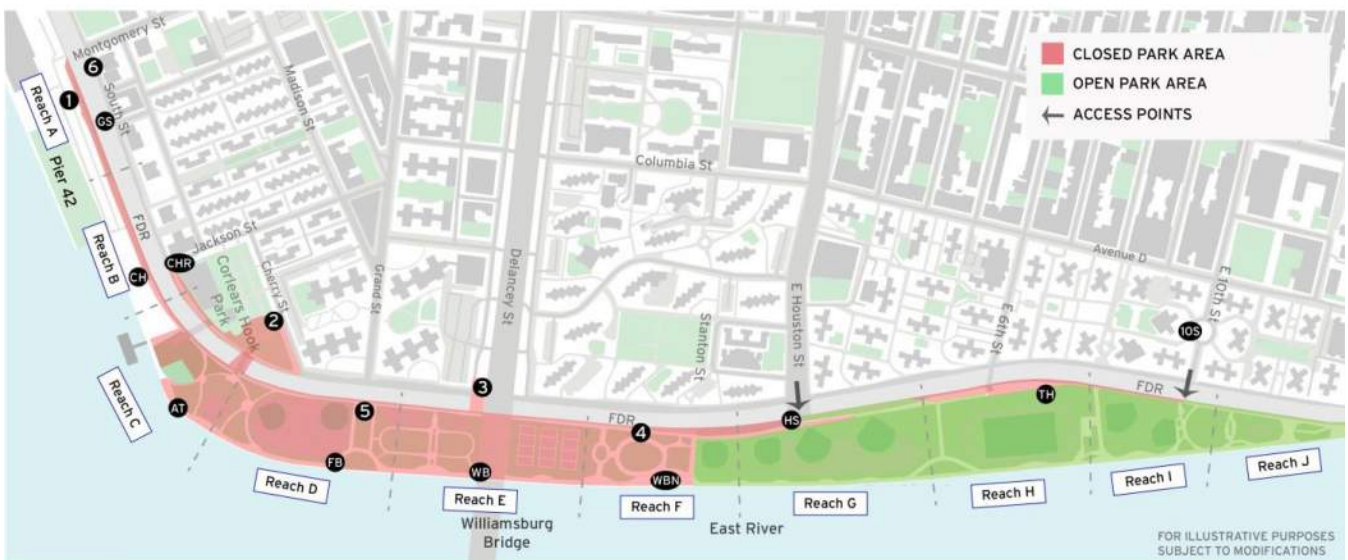 CLOSED PARK AREA
OPEN PARK AREA
ACCESS POINTS
Montgomery St
6
1
South St
GS
Reach A
Pier 42
Madison St
Columbia St
Avenue D
E 10th St
10S
FDR
Jackson St
CHR
Reach B
CH
Corlears Hook
Park
Cherry St
2
Grand St
Delancey St
Stanton St
E Houston St
E 6th St
3
FDR
FDR
TH
HS
Reach C
AT
5
4
FB
WB
WBN
Reach D
Reach E
Reach F
Reach G
Reach H
Reach I
Reach J
Williamsburg
Bridge
East River
FOR ILLUSTRATIVE PURPOSES
SUBJECT TO MODIFICATIONS